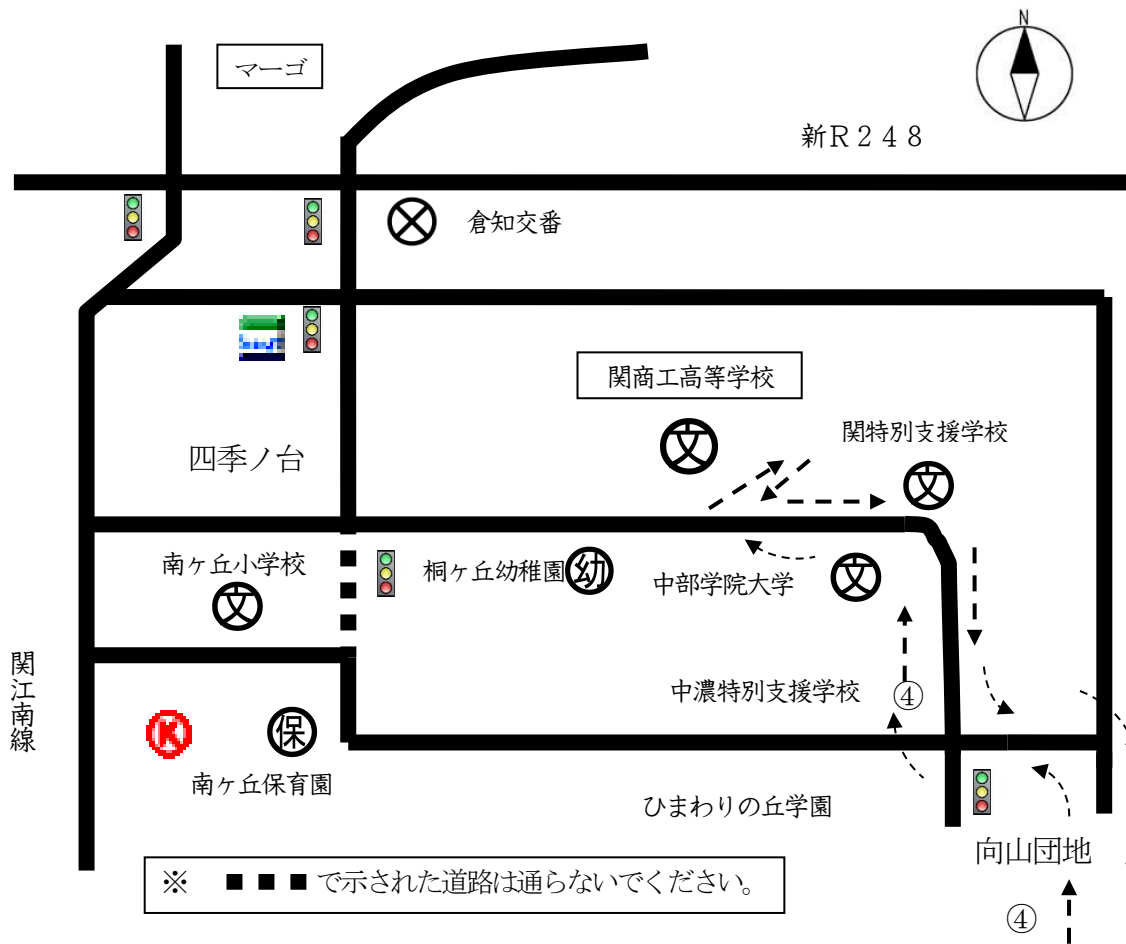 N
マーゴ
新R248
倉知交番
関商工高等学校
文
関特別支援学校
文
四季ノ台
南ヶ丘小学校
文
桐ヶ丘幼稚園
幼
中部学院大学
文
関江南線
中濃特別支援学校
④
K
保
南ヶ丘保育園
ひまわりの丘学園
向山団地
※ ■ ■ ■ で示された道路は通らないでください。
④